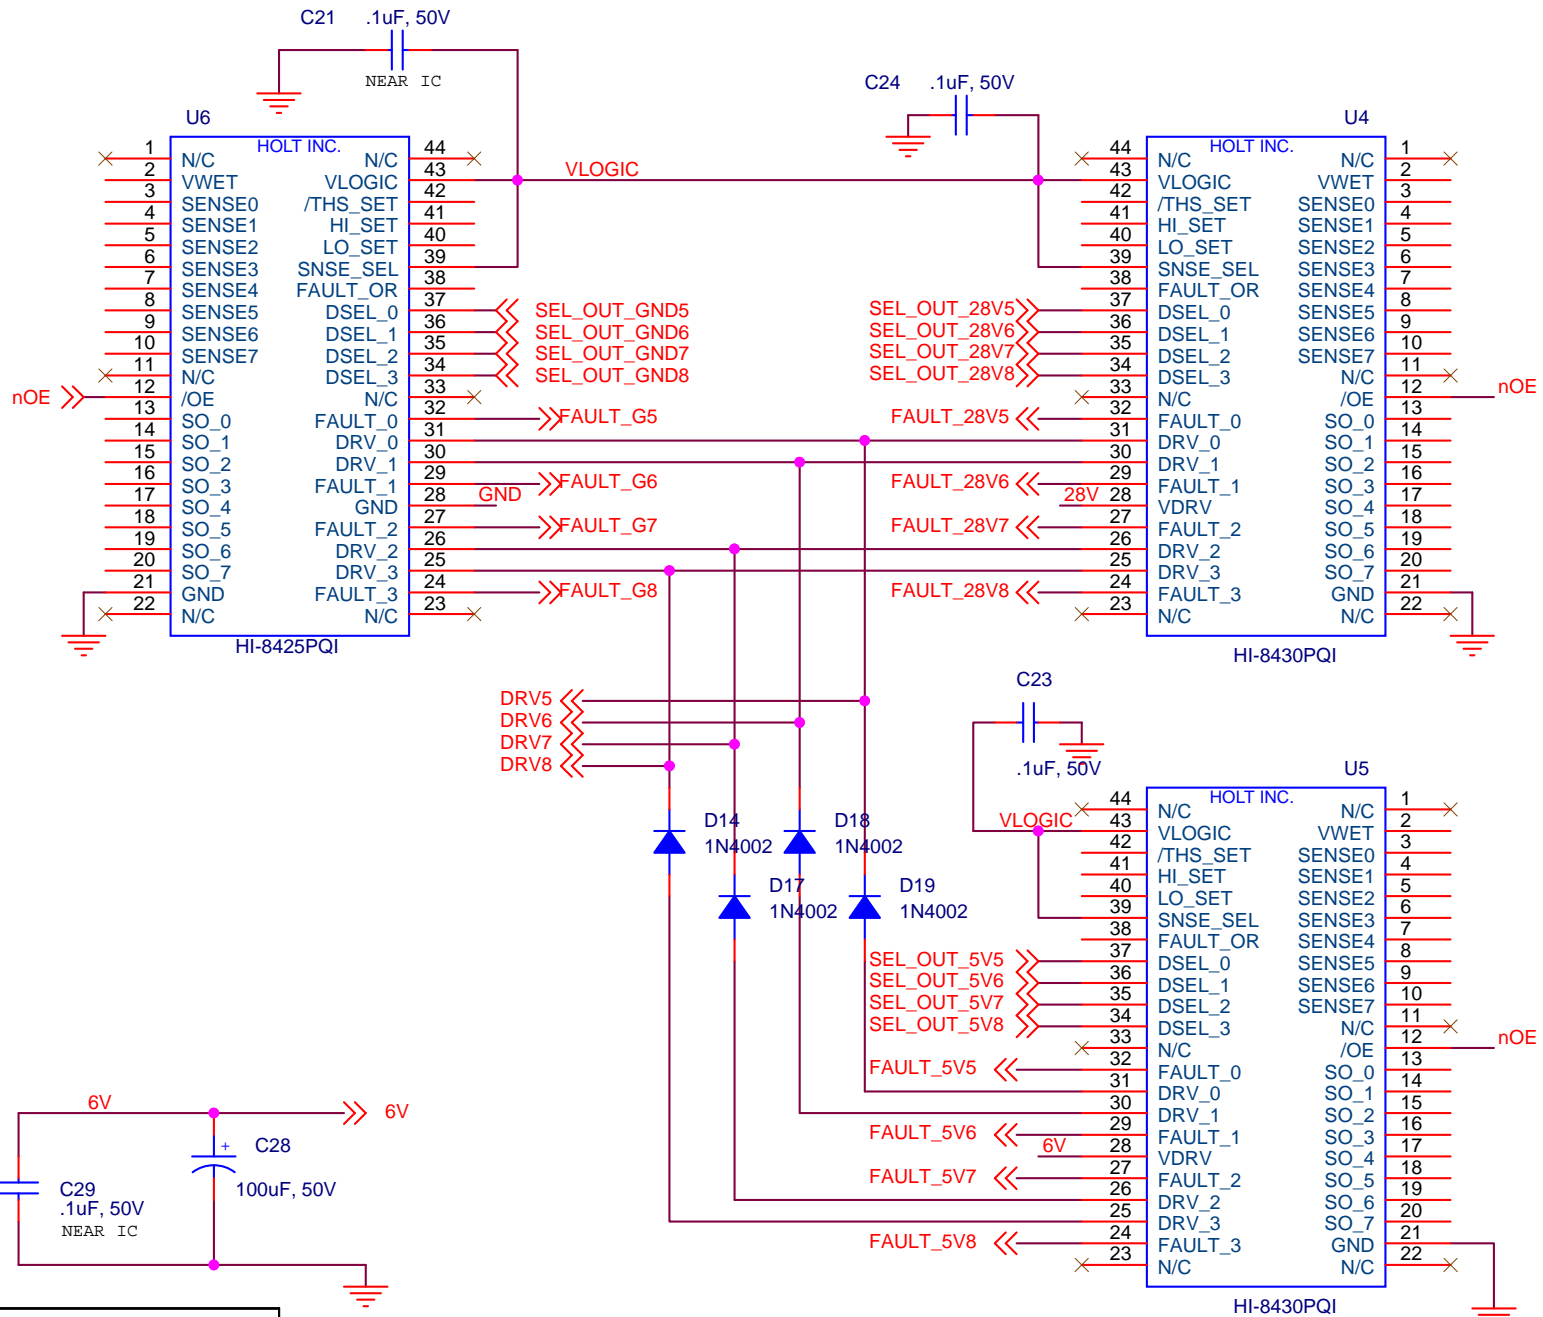 C21 .1uF, 50V
NEAR IC
C24 .1uF, 50V
U6
HOLT INC.
1 N/C N/C 44
2 VWET VLOGIC 43
3 SENSE0 /THS_SET 42
4 SENSE1 HI_SET 41
5 SENSE2 LO_SET 40
6 SENSE3 SNSE_SEL 39
7 SENSE4 FAULT_OR 38
8 SENSE5 DSEL_0 37
9 SENSE6 DSEL_1 36
10 SENSE7 DSEL_2 35
11 N/C DSEL_3 34
12 /OE N/C 33
13 SO_0 FAULT_0 32
14 SO_1 DRV_0 31
15 SO_2 DRV_1 30
16 SO_3 FAULT_1 29
17 SO_4 GND 28
18 SO_5 FAULT_2 27
19 SO_6 DRV_2 26
20 SO_7 DRV_3 25
21 GND FAULT_3 24
22 N/C N/C 23
HI-8425PQI
nOE
VLOGIC
SEL_OUT_GND5
SEL_OUT_GND6
SEL_OUT_GND7
SEL_OUT_GND8
FAULT_G5
FAULT_G6
GND
FAULT_G7
FAULT_G8
SEL_OUT_28V5
SEL_OUT_28V6
SEL_OUT_28V7
SEL_OUT_28V8
FAULT_28V5
FAULT_28V6
28V
FAULT_28V7
FAULT_28V8
U4
HOLT INC.
44 N/C N/C 1
43 VLOGIC VWET 2
42 /THS_SET SENSE0 3
41 HI_SET SENSE1 4
40 LO_SET SENSE2 5
39 SNSE_SEL SENSE3 6
38 FAULT_OR SENSE4 7
37 DSEL_0 SENSE5 8
36 DSEL_1 SENSE6 9
35 DSEL_2 SENSE7 10
34 DSEL_3 N/C 11
33 N/C /OE 12
32 FAULT_0 SO_0 13
31 DRV_0 SO_1 14
30 DRV_1 SO_2 15
29 FAULT_1 SO_3 16
28 VDRV SO_4 17
27 FAULT_2 SO_5 18
26 DRV_2 SO_6 19
25 DRV_3 SO_7 20
24 FAULT_3 GND 21
23 N/C N/C 22
HI-8430PQI
nOE
DRV5
DRV6
DRV7
DRV8
D14
1N4002
D18
1N4002
D17
1N4002
D19
1N4002
C23
.1uF, 50V
VLOGIC
SEL_OUT_5V5
SEL_OUT_5V6
SEL_OUT_5V7
SEL_OUT_5V8
FAULT_5V5
FAULT_5V6
6V
FAULT_5V7
FAULT_5V8
U5
HOLT INC.
44 N/C N/C 1
43 VLOGIC VWET 2
42 /THS_SET SENSE0 3
41 HI_SET SENSE1 4
40 LO_SET SENSE2 5
39 SNSE_SEL SENSE3 6
38 FAULT_OR SENSE4 7
37 DSEL_0 SENSE5 8
36 DSEL_1 SENSE6 9
35 DSEL_2 SENSE7 10
34 DSEL_3 N/C 11
33 N/C /OE 12
32 FAULT_0 SO_0 13
31 DRV_0 SO_1 14
30 DRV_1 SO_2 15
29 FAULT_1 SO_3 16
28 VDRV SO_4 17
27 FAULT_2 SO_5 18
26 DRV_2 SO_6 19
25 DRV_3 SO_7 20
24 FAULT_3 GND 21
23 N/C N/C 22
HI-8430PQI
nOE
6V 6V
+ C28
100uF, 50V
C29
.1uF, 50V
NEAR IC